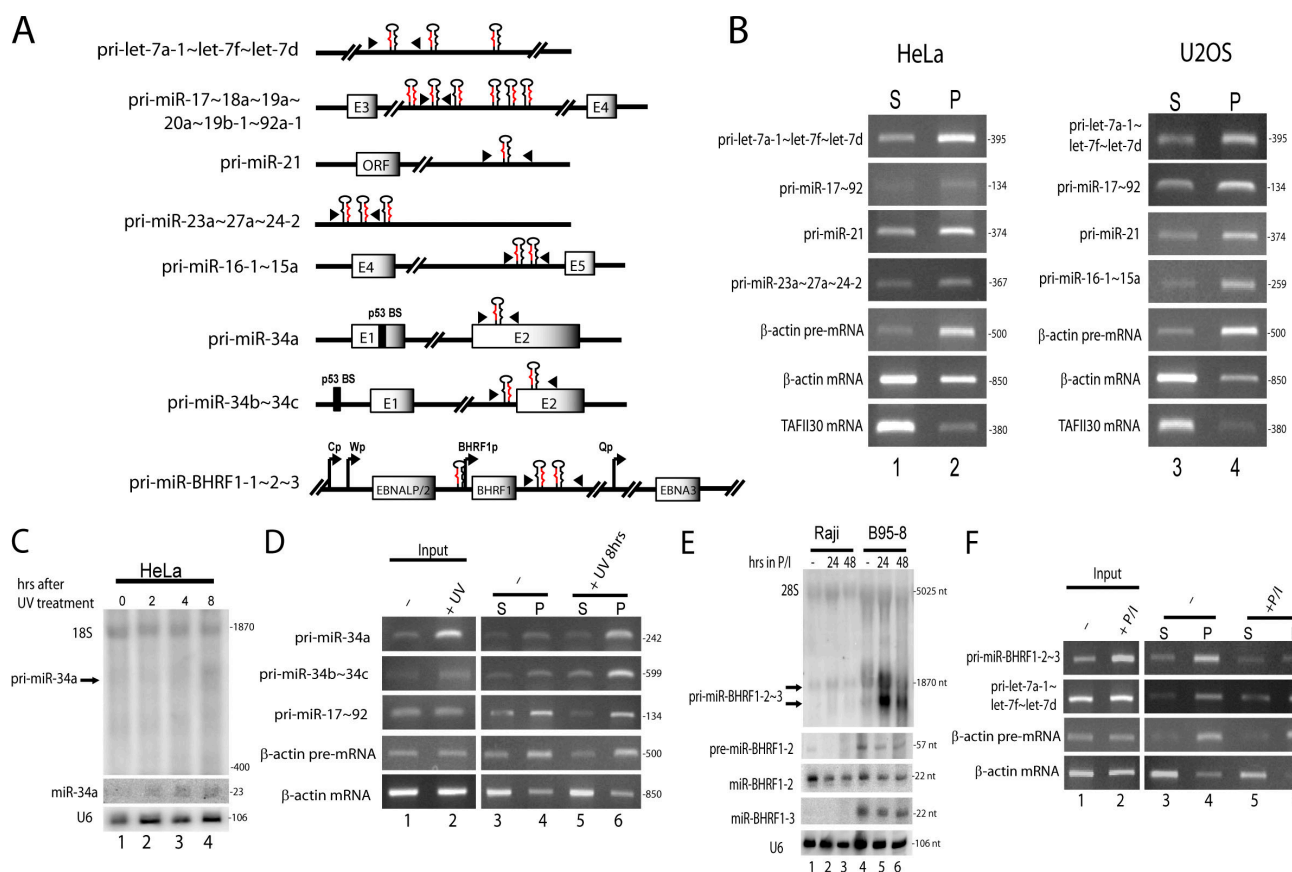 A
pri-let-7a-1~let-7f~let-7d
pri-miR-17~18a~19a~
20a~19b-1~92a-1
E3
E4
pri-miR-21
ORF
pri-miR-23a~27a~24-2
pri-miR-16-1~15a
E4
E5
pri-miR-34a
p53 BS
E1
E2
pri-miR-34b~34c
p53 BS
E1
E2
pri-miR-BHRF1-1~2~3
Cp
Wp
BHRF1p
Qp
EBNALP/2
BHRF1
EBNA3
B
HeLa
S P
pri-let-7a-1~let-7f~let-7d
-395
pri-miR-17~92
-134
pri-miR-21
-374
pri-miR-23a~27a~24-2
-367
β-actin pre-mRNA
-500
β-actin mRNA
-850
TAFII30 mRNA
-380
1 2
U2OS
S P
pri-let-7a-1~
let-7f~let-7d
-395
pri-miR-17~92
-134
pri-miR-21
-374
pri-miR-16-1~15a
-259
β-actin pre-mRNA
-500
β-actin mRNA
-850
TAFII30 mRNA
-380
3 4
C
HeLa
hrs after
UV treatment
0 2 4 8
18S
-1870
pri-miR-34a
-400
miR-34a
-23
U6
-106
1 2 3 4
D
Input
- + UV
-
+ UV 8hrs
S P S P
pri-miR-34a
-242
pri-miR-34b~34c
-599
pri-miR-17~92
-134
β-actin pre-mRNA
-500
β-actin mRNA
-850
1 2 3 4 5 6
E
Raji B95-8
hrs in P/I
- 24 48 - 24 48
28S
-5025 nt
-1870 nt
pri-miR-BHRF1-2~3
pre-miR-BHRF1-2
-57 nt
miR-BHRF1-2
-22 nt
miR-BHRF1-3
-22 nt
U6
-106 nt
1 2 3 4 5 6
F
Input
- + P/I
-
+P/I
S P S
pri-miR-BHRF1-2~3
pri-let-7a-1~
let-7f~let-7d
β-actin pre-mRNA
β-actin mRNA
1 2 3 4 5